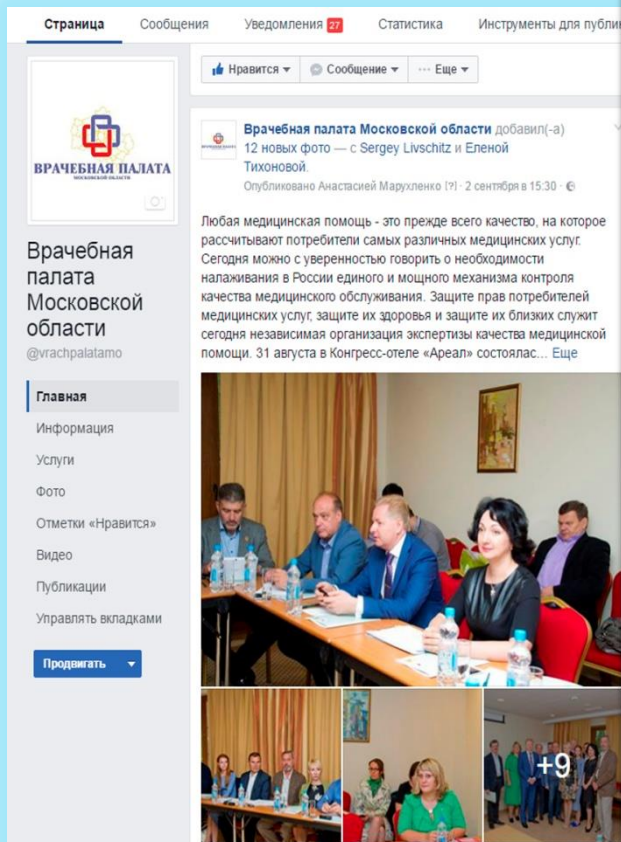 Страница Сообщения Уведомления 27 Статистика Инструменты для публи
ВРАЧЕБНАЯ ПАЛАТА
МОСКОВСКОЙ ОБЛАСТИ
Врачебная
палата
Московской
области
@vrachpalatamo
Главная
Информация
Услуги
Фото
Отметки «Нравится»
Видео
Публикации
Управлять вкладками
Продвигать
Нравится Сообщение ··· Еще
Врачебная палата Московской области добавил(-а)
12 новых фото — с Sergey Livschitz и Еленой
Тихоновой.
Опубликовано Анастасией Марухленко [?] · 2 сентября в 15:30 ·
Любая медицинская помощь - это прежде всего качество, на которое
рассчитывают потребители самых различных медицинских услуг.
Сегодня можно с уверенностью говорить о необходимости
налаживания в России единого и мощного механизма контроля
качества медицинского обслуживания. Защите прав потребителей
медицинских услуг, защите их здоровья и защите их близких служит
сегодня независимая организация экспертизы качества медицинской
помощи. 31 августа в Конгресс-отеле «Ареал» состоялас... Еще
+9